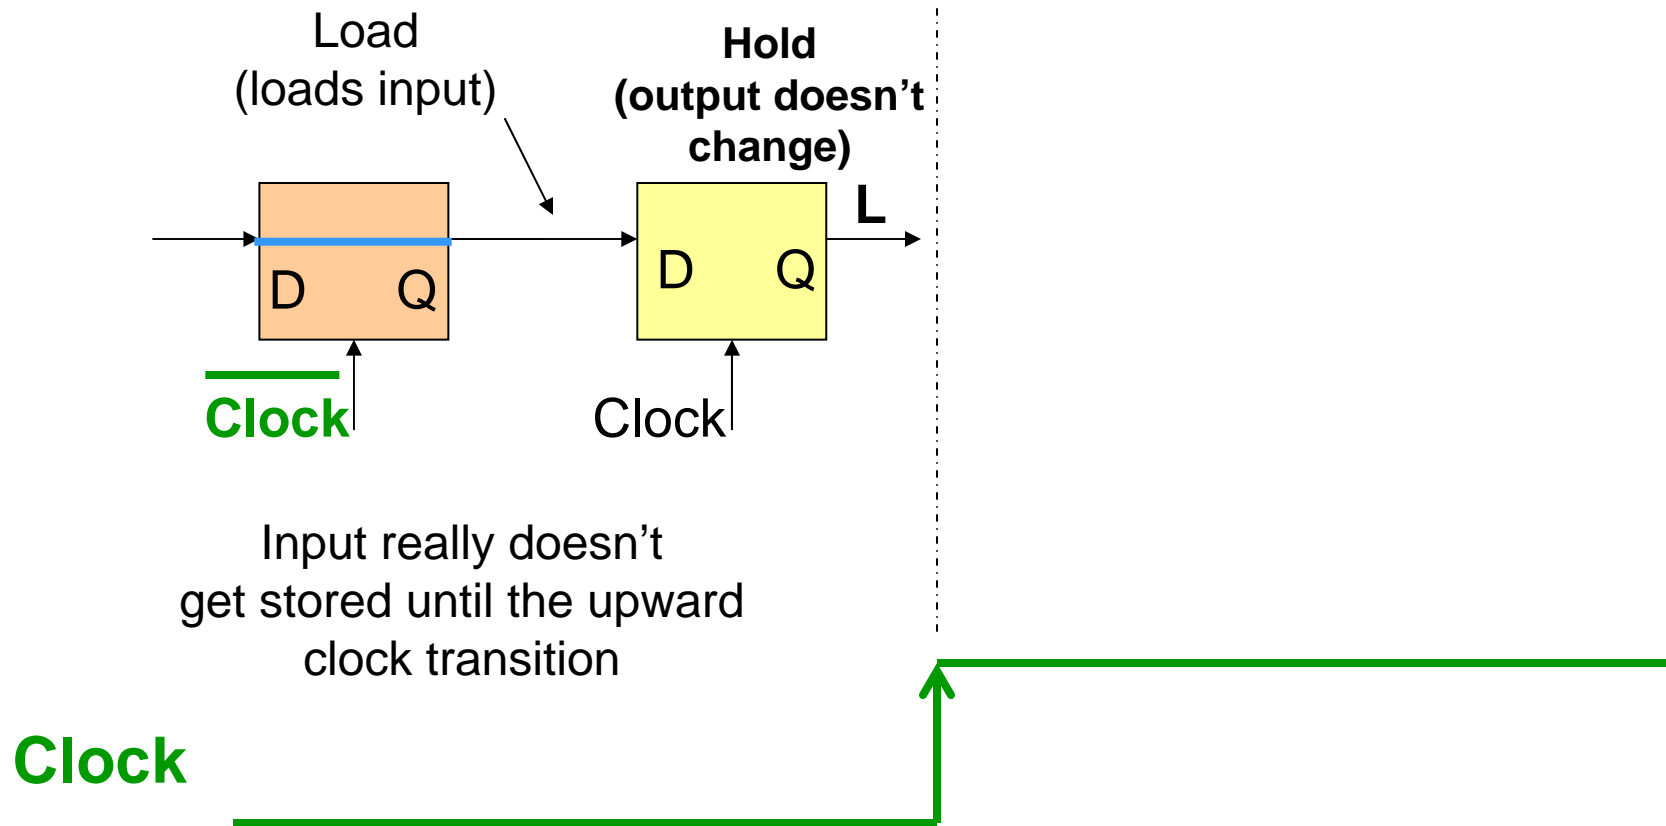 Load
(loads input)
Hold
(output doesn’t
change)
L
D Q
D Q
Clock
Clock
Input really doesn’t
get stored until the upward
clock transition
Clock